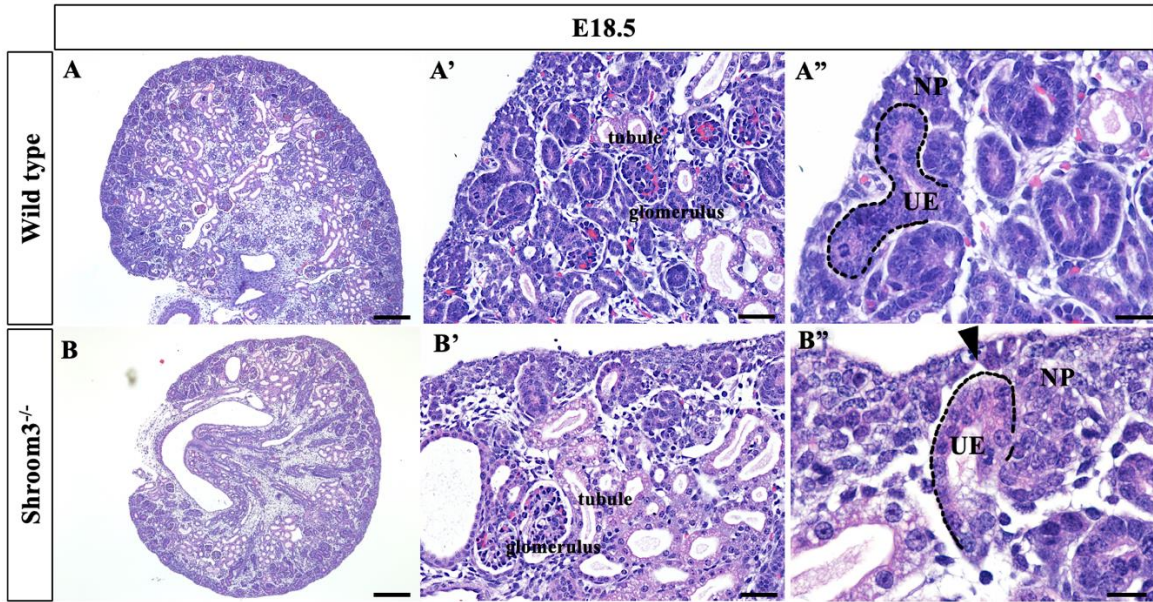 E18.5
Wild type
A
A'
tubule
glomerulus
A”
NP
UE
Shroom3-/-
B
B'
tubule
glomerulus
B”
NP
UE